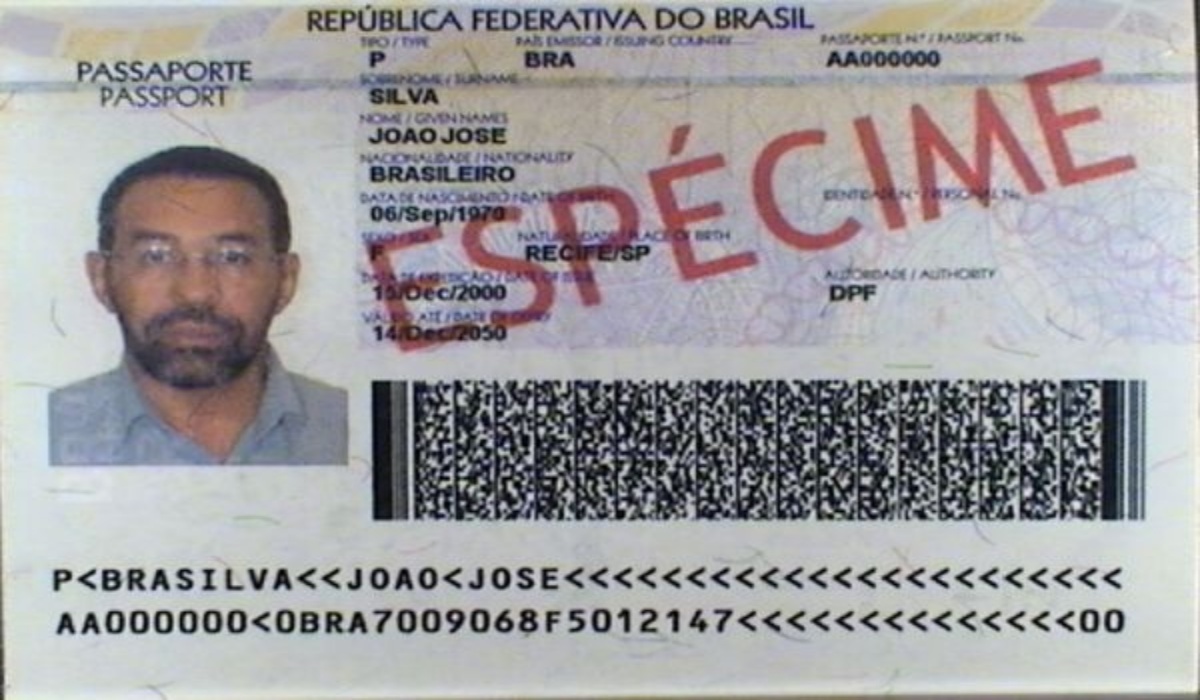 REPÚBLICA FEDERATIVA DO BRASIL
PASSAPORTE
PASSPORT
TIPO / TYPE PAÍS EMISSOR / ISSUING COUNTRY PASSAPORTE N.º / PASSPORT No.
P BRA AA000000
SOBRENOME / SURNAME
SILVA
NOME / GIVEN NAMES
JOAO JOSE
NACIONALIDADE / NATIONALITY
BRASILEIRO
DATA DE NASCIMENTO / DATE OF BIRTH IDENTIDADE N.º / PERSONAL No.
06/Sep/1970
SEXO / SEX NATURALIDADE / PLACE OF BIRTH
F RECIFE/SP
DATA DE EXPEDIÇÃO / DATE OF ISSUE AUTORIDADE / AUTHORITY
15/Dec/2000 DPF
VÁLIDO ATÉ / DATE OF EXPIRY
14/Dec/2050
ESPÉCIME
P<BRASILVA<<JOAO<JOSE<<<<<<<<<<<<<<<<<<<<<<<
AA000000<0BRA7009068F5012147<<<<<<<<<<<<<<00